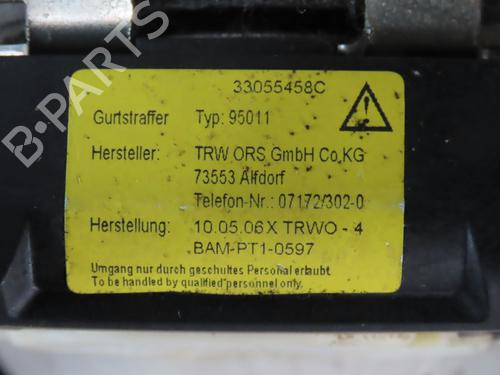 33055458C
Gurtstraffer Typ: 95011
Hersteller: TRW ORS GmbH Co,KG
73553 Alfdorf
Telefon-Nr.: 07172/302-0
Herstellung: 10.05.06X TRWO - 4
BAM-PT1-0597
Umgang nur durch geschultes Personal erlaubt.
To be handled by qualified personnel only.
B-PARTS